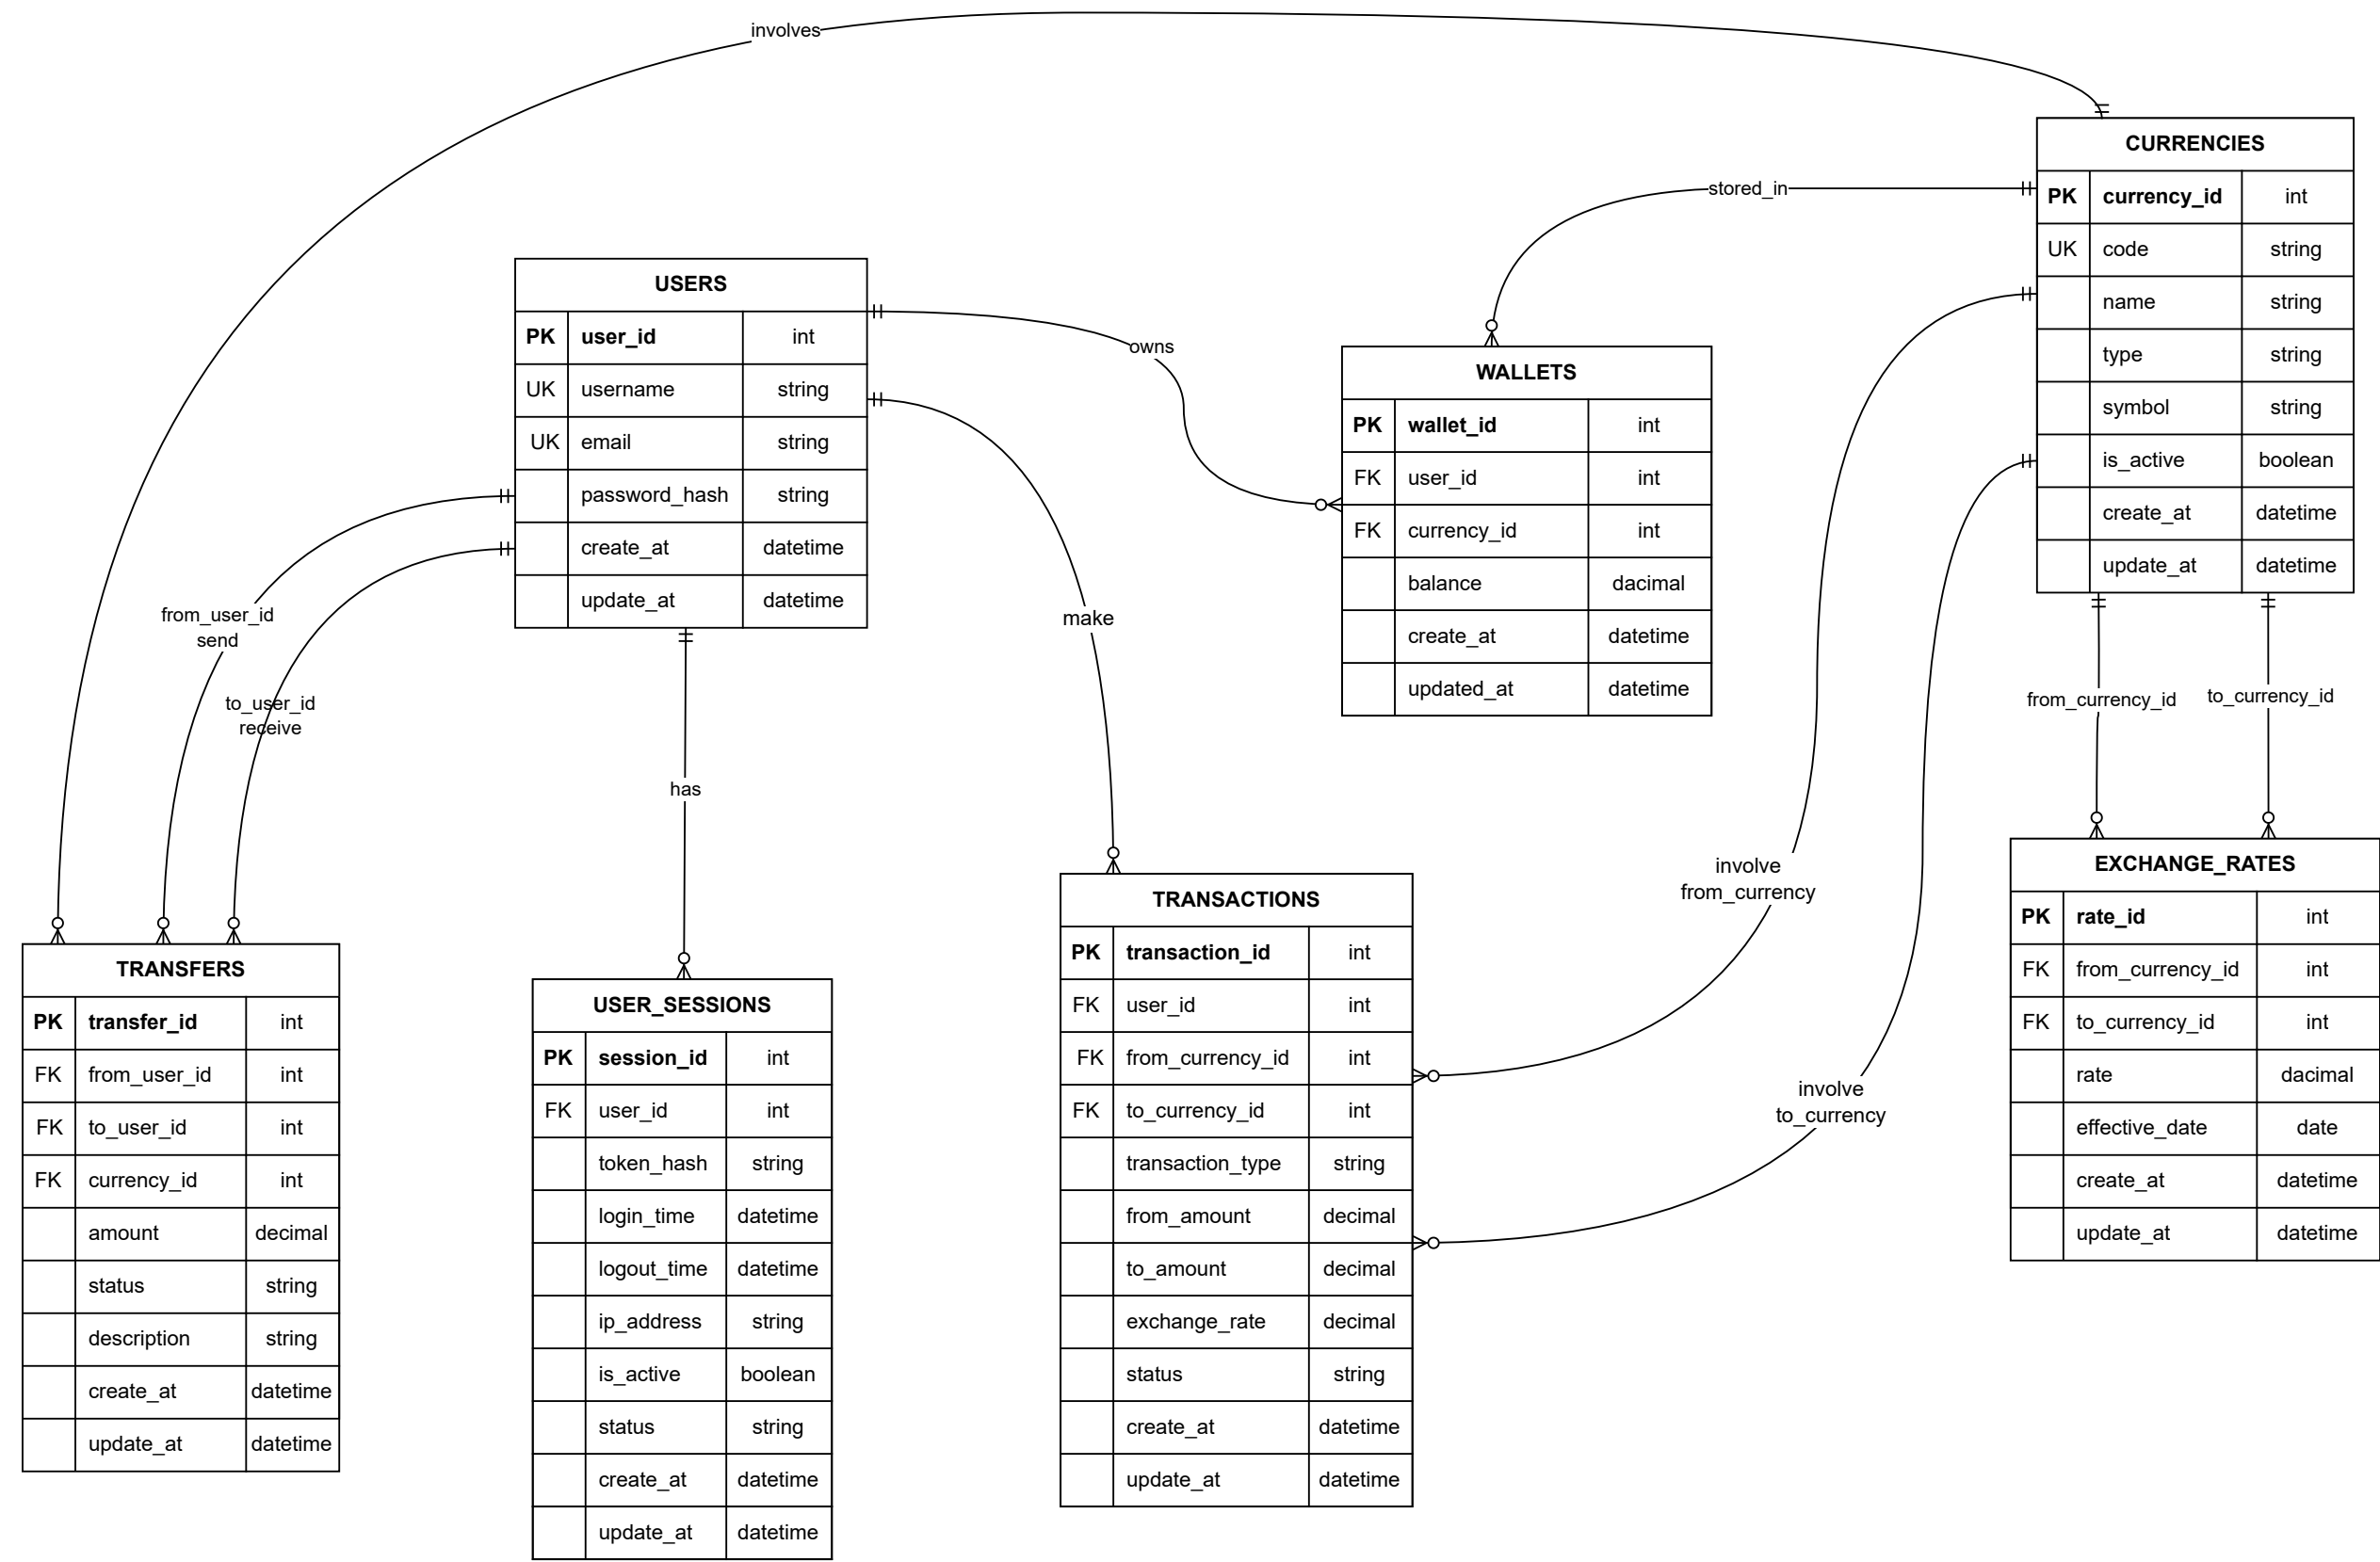 involves
CURRENCIES
PK currency_id int
UK code string
name string
type string
symbol string
is_active boolean
create_at datetime
update_at datetime
stored_in
USERS
PK user_id int
UK username string
UK email string
password_hash string
create_at datetime
update_at datetime
owns
WALLETS
PK wallet_id int
FK user_id int
FK currency_id int
balance dacimal
create_at datetime
updated_at datetime
from_user_id
send
to_user_id
receive
make
has
from_currency_id
to_currency_id
involve
from_currency
involve
to_currency
TRANSFERS
PK transfer_id int
FK from_user_id int
FK to_user_id int
FK currency_id int
amount decimal
status string
description string
create_at datetime
update_at datetime
USER_SESSIONS
PK session_id int
FK user_id int
token_hash string
login_time datetime
logout_time datetime
ip_address string
is_active boolean
status string
create_at datetime
update_at datetime
TRANSACTIONS
PK transaction_id int
FK user_id int
FK from_currency_id int
FK to_currency_id int
transaction_type string
from_amount decimal
to_amount decimal
exchange_rate decimal
status string
create_at datetime
update_at datetime
EXCHANGE_RATES
PK rate_id int
FK from_currency_id int
FK to_currency_id int
rate dacimal
effective_date date
create_at datetime
update_at datetime